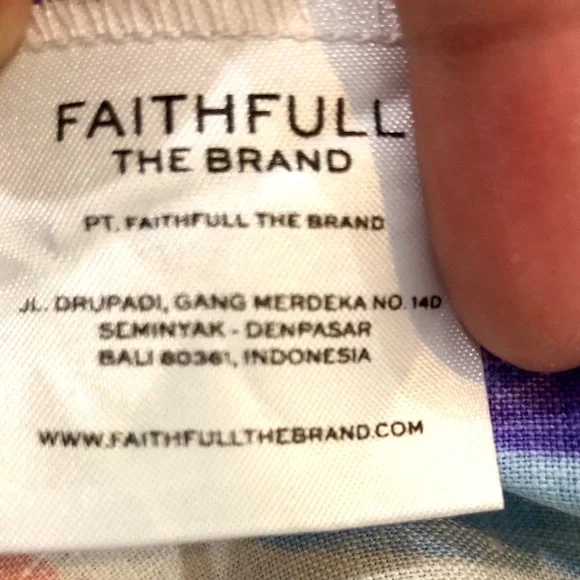 FAITHFULL
THE BRAND
PT. FAITHFULL THE BRAND
JL. DRUPADI, GANG MERDEKA NO. 14D
SEMINYAK - DENPASAR
BALI 80361, INDONESIA
WWW.FAITHFULLTHEBRAND.COM